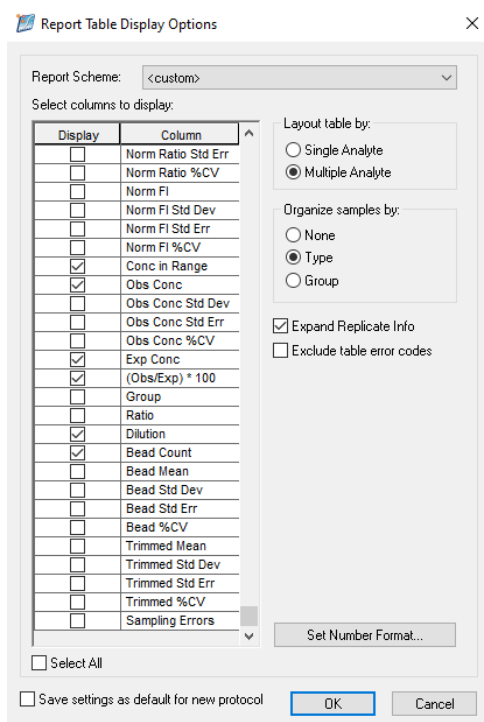 Report Table Display Options
Report Scheme: <custom>
Select columns to display:
Display Column
Norm Ratio Std Err
Norm Ratio %CV
Norm FI
Norm FI Std Dev
Norm FI Std Err
Norm FI %CV
Conc in Range
Obs Conc
Obs Conc Std Dev
Obs Conc Std Err
Obs Conc %CV
Exp Conc
(Obs/Exp) * 100
Group
Ratio
Dilution
Bead Count
Bead Mean
Bead Std Dev
Bead Std Err
Bead %CV
Trimmed Mean
Trimmed Std Dev
Trimmed Std Err
Trimmed %CV
Sampling Errors
Select All
Layout table by:
Single Analyte
Multiple Analyte
Organize samples by:
None
Type
Group
Expand Replicate Info
Exclude table error codes
Set Number Format...
Save settings as default for new protocol
OK
Cancel